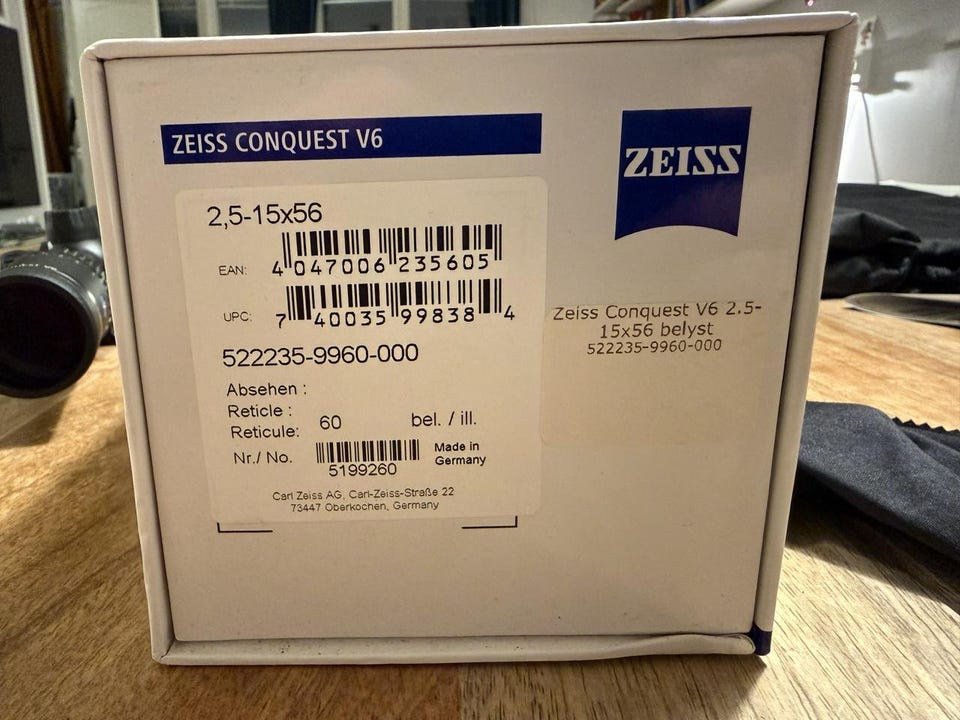 ZEISS CONQUEST V6
ZEISS
2,5-15x56
EAN: 4 047006 235605
UPC: 7 40035 99838 4
522235-9960-000
Absehen :
Reticle :
Reticule: 60 bel. / ill.
Nr./ No. 5199260
Made in
Germany
Carl Zeiss AG, Carl-Zeiss-Straße 22
73447 Oberkochen, Germany
Zeiss Conquest V6 2.5-
15x56 belyst
522235-9960-000